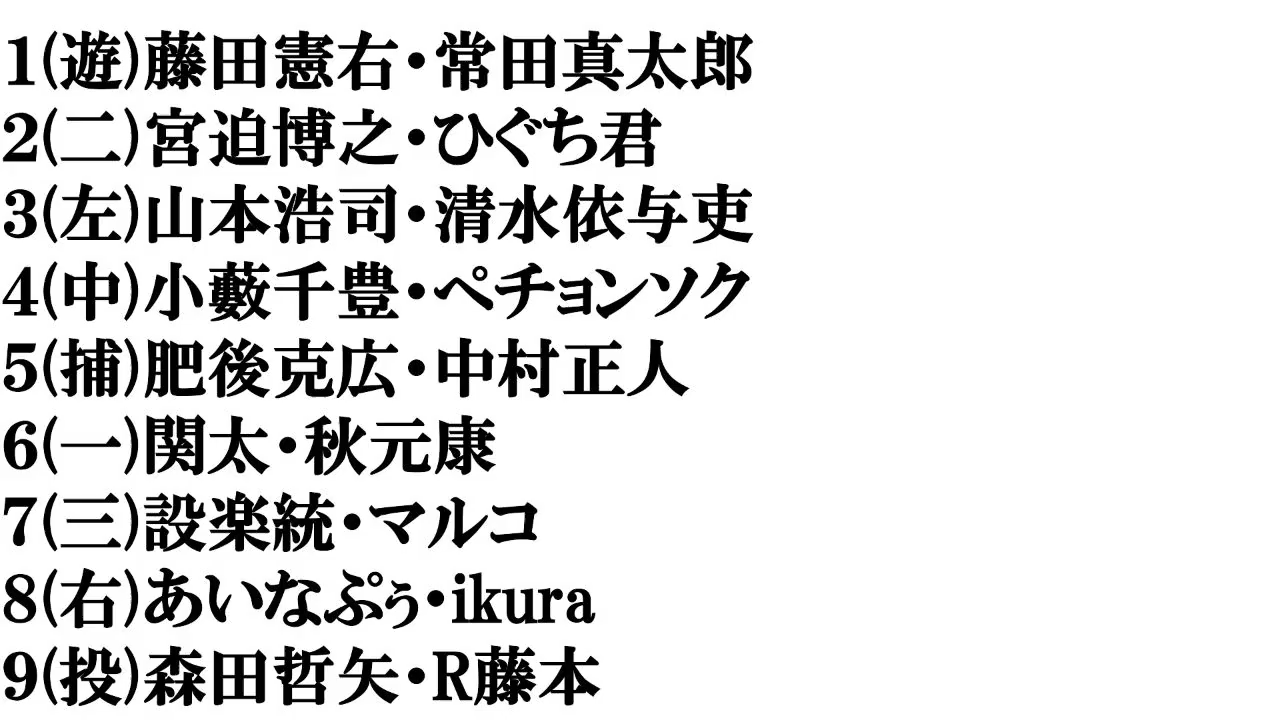 1(遊)藤田憲右・常田真太郎
2(二)宮迫博之・ひぐち君
3(左)山本浩司・清水依与吏
4(中)小藪千豊・ペチョンソク
5(捕)肥後克広・中村正人
6(一)関太・秋元康
7(三)設楽統・マルコ
8(右)あいなぷぅ・ikura
9(投)森田哲矢・R藤本